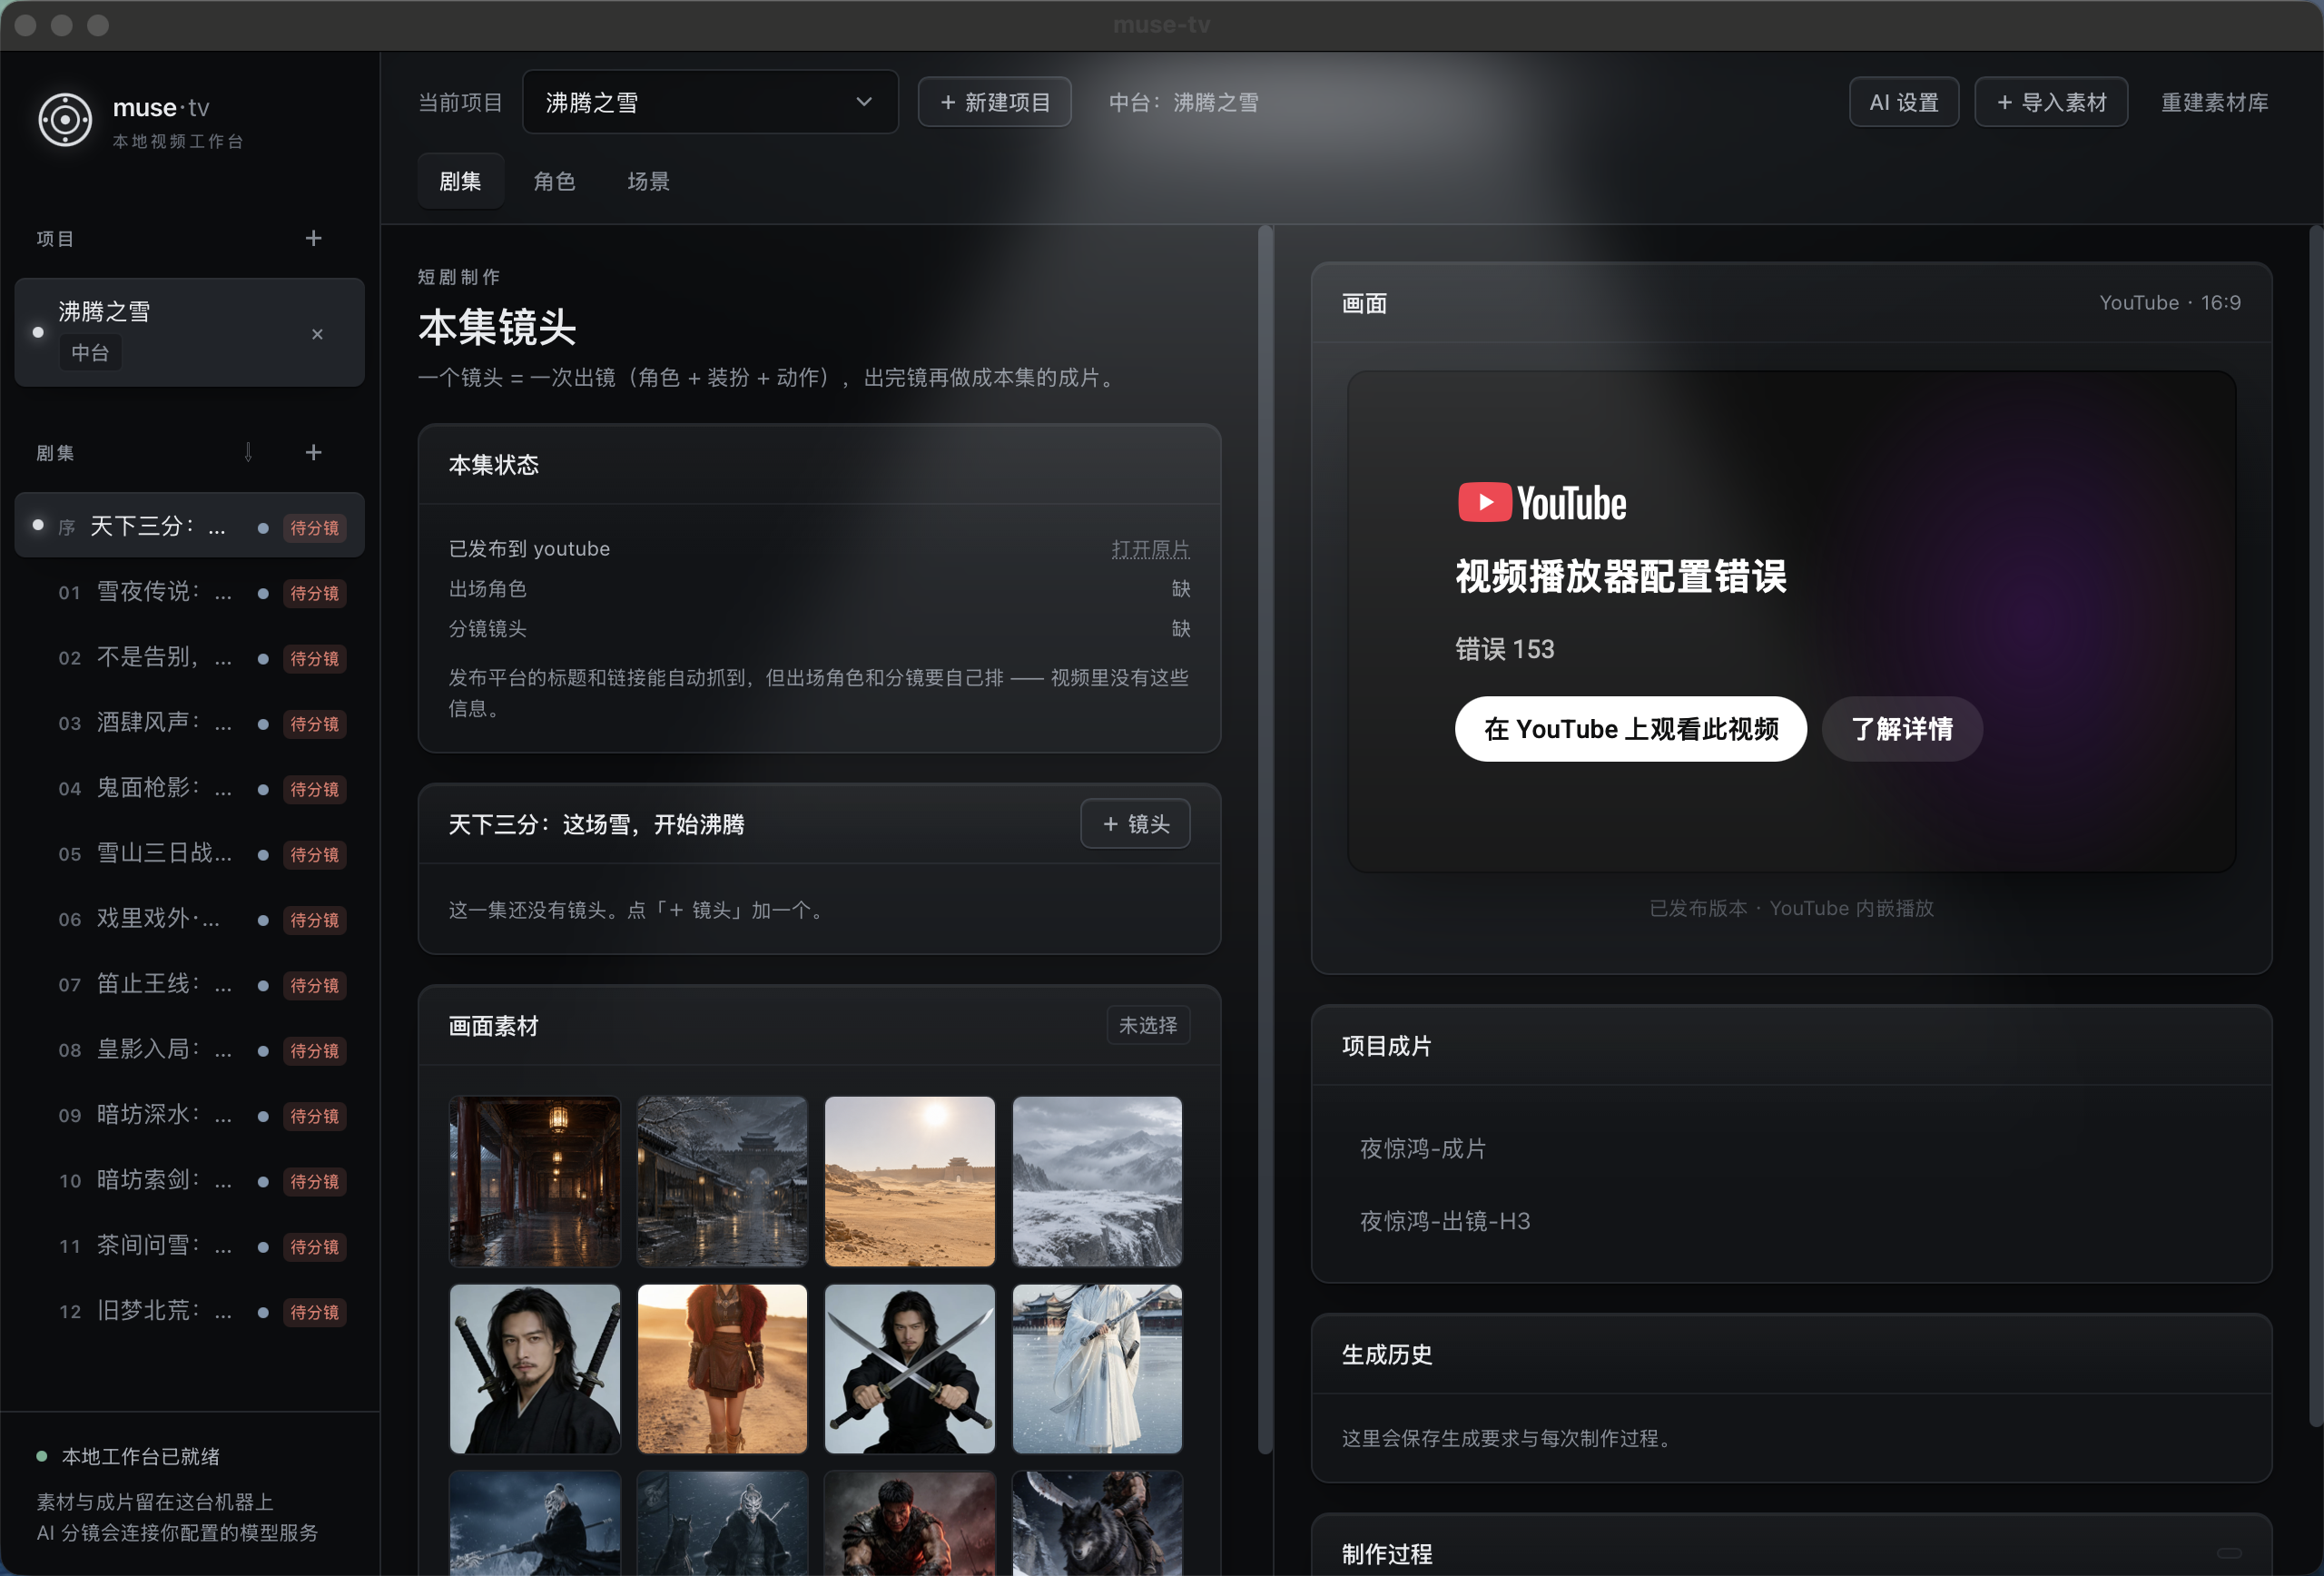 muse-tv
muse·tv
本地视频工作台
项目
+
沸腾之雪
中台
×
剧集
+
序 天下三分：... 待分镜
01 雪夜传说：... 待分镜
02 不是告别，... 待分镜
03 酒肆风声：... 待分镜
04 鬼面枪影：... 待分镜
05 雪山三日战... 待分镜
06 戏里戏外·... 待分镜
07 笛止王线：... 待分镜
08 皇影入局：... 待分镜
09 暗坊深水：... 待分镜
10 暗坊索剑：... 待分镜
11 茶间问雪：... 待分镜
12 旧梦北荒：... 待分镜
本地工作台已就绪
素材与成片留在这台机器上
AI 分镜会连接你配置的模型服务
当前项目
沸腾之雪
+ 新建项目
中台：沸腾之雪
AI 设置
+ 导入素材
重建素材库
剧集
角色
场景
短剧制作
本集镜头
一个镜头 = 一次出镜（角色 + 装扮 + 动作），出完镜再做成本集的成片。
本集状态
已发布到 youtube 打开原片
出场角色 缺
分镜镜头 缺
发布平台的标题和链接能自动抓到，但出场角色和分镜要自己排 —— 视频里没有这些
信息。
天下三分：这场雪，开始沸腾
+ 镜头
这一集还没有镜头。点「+ 镜头」加一个。
画面素材
未选择
画面
YouTube · 16:9
YouTube
视频播放器配置错误
错误 153
在 YouTube 上观看此视频
了解详情
已发布版本 · YouTube 内嵌播放
项目成片
夜惊鸿-成片
夜惊鸿-出镜-H3
生成历史
这里会保存生成要求与每次制作过程。
制作过程